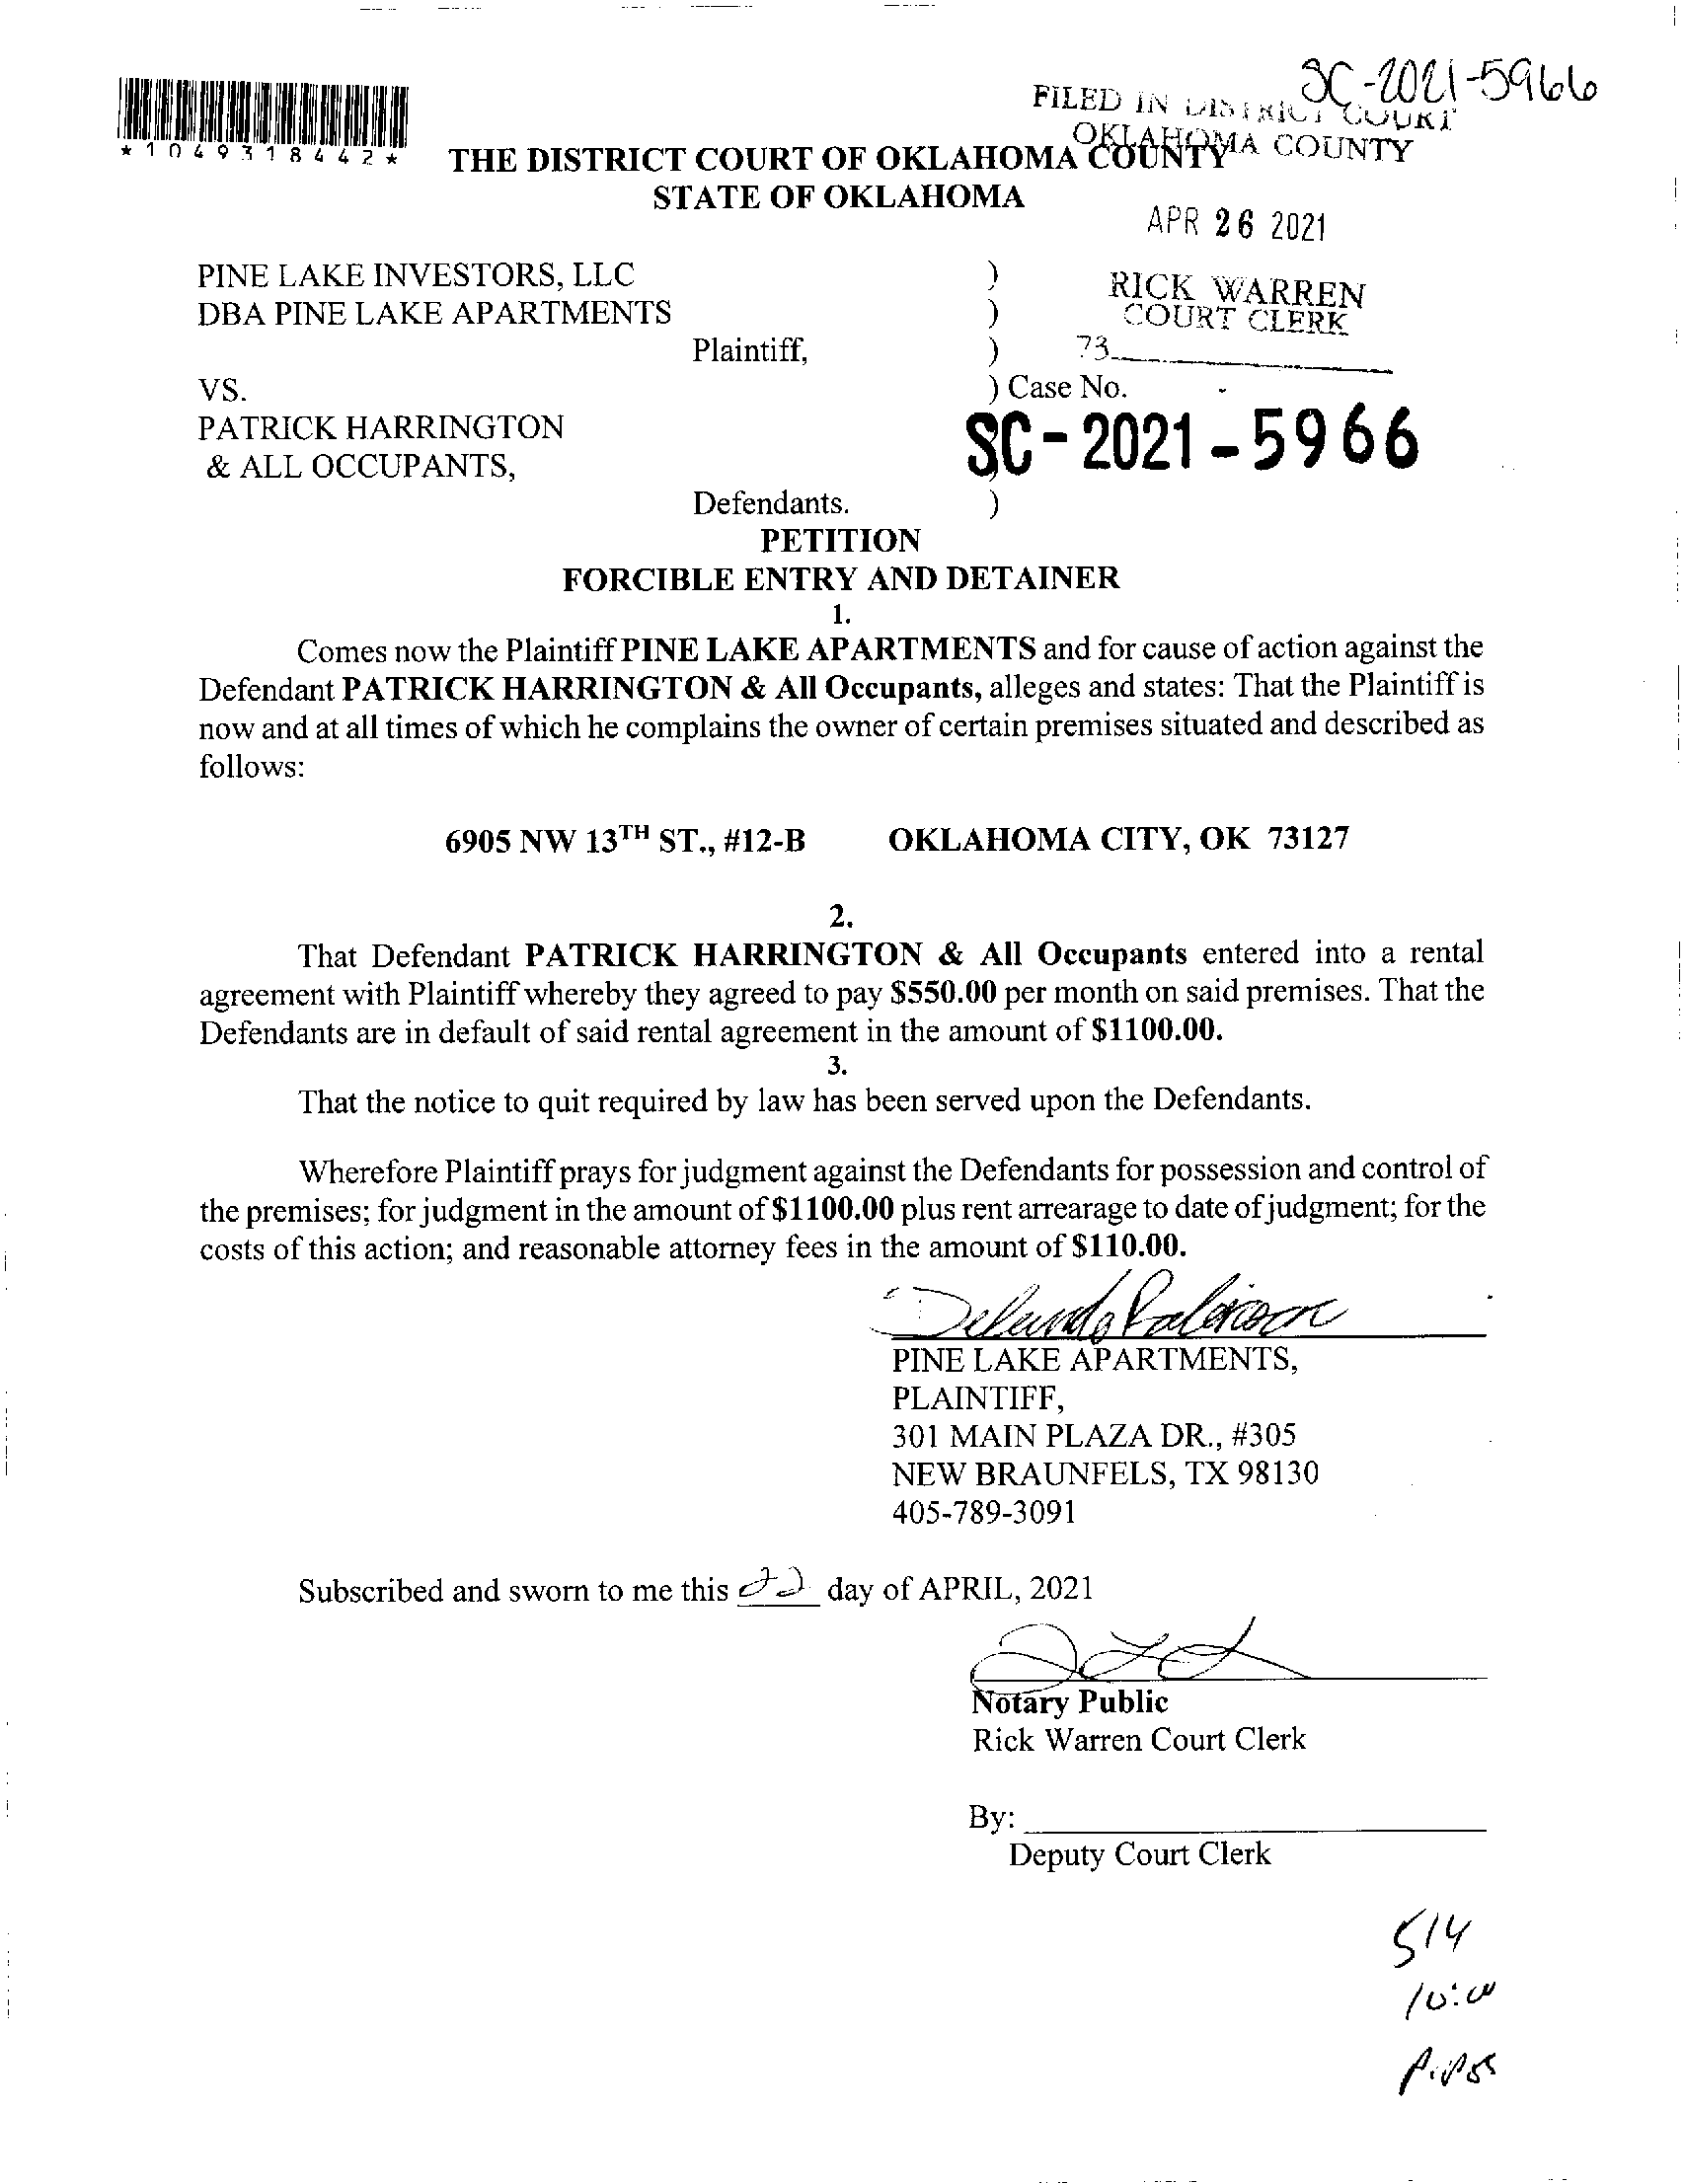 SC-2021-5966
FILED IN DISTRICT COURT
OKLAHOMA COUNTY
*1049318442*
THE DISTRICT COURT OF OKLAHOMA COUNTY
STATE OF OKLAHOMA
APR 26 2021
PINE LAKE INVESTORS, LLC )
DBA PINE LAKE APARTMENTS )
RICK WARREN
COURT CLERK
Plaintiff, )
73
VS. ) Case No.
PATRICK HARRINGTON
SC-2021-5966
& ALL OCCUPANTS, )
Defendants. )
PETITION
FORCIBLE ENTRY AND DETAINER
1.
Comes now the Plaintiff PINE LAKE APARTMENTS and for cause of action against the
Defendant PATRICK HARRINGTON & All Occupants, alleges and states: That the Plaintiff is
now and at all times of which he complains the owner of certain premises situated and described as
follows:
6905 NW 13TH ST., #12-B OKLAHOMA CITY, OK 73127
2.
That Defendant PATRICK HARRINGTON & All Occupants entered into a rental
agreement with Plaintiff whereby they agreed to pay $550.00 per month on said premises. That the
Defendants are in default of said rental agreement in the amount of $1100.00.
3.
That the notice to quit required by law has been served upon the Defendants.
Wherefore Plaintiff prays for judgment against the Defendants for possession and control of
the premises; for judgment in the amount of $1100.00 plus rent arrearage to date of judgment; for the
costs of this action; and reasonable attorney fees in the amount of $110.00.
PINE LAKE APARTMENTS,
PLAINTIFF,
301 MAIN PLAZA DR., #305
NEW BRAUNFELS, TX 98130
405-789-3091
Subscribed and sworn to me this 22 day of APRIL, 2021
Notary Public
Rick Warren Court Clerk
By:
Deputy Court Clerk
514
10:00